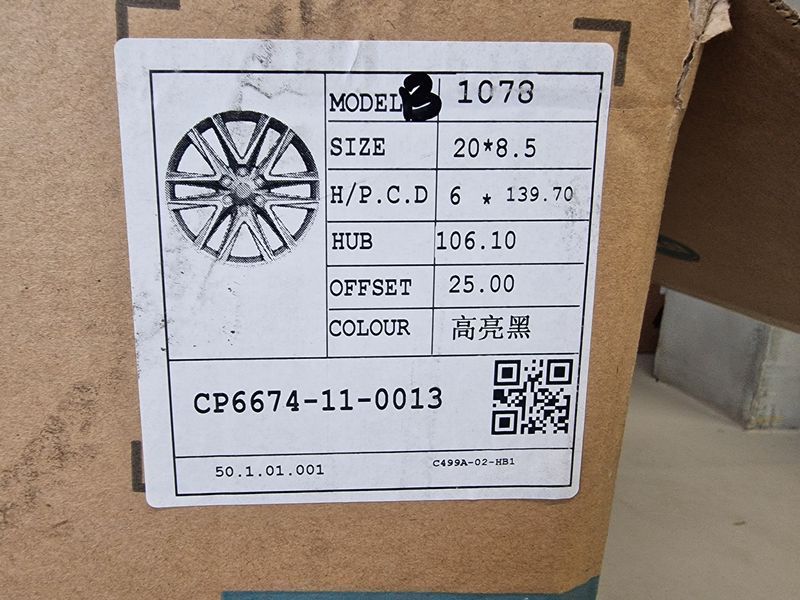 MODEL B 1078
SIZE 20*8.5
H/P.C.D 6 * 139.70
HUB 106.10
OFFSET 25.00
COLOUR 高亮黑
CP6674-11-0013
50.1.01.001 C499A-02-HB1